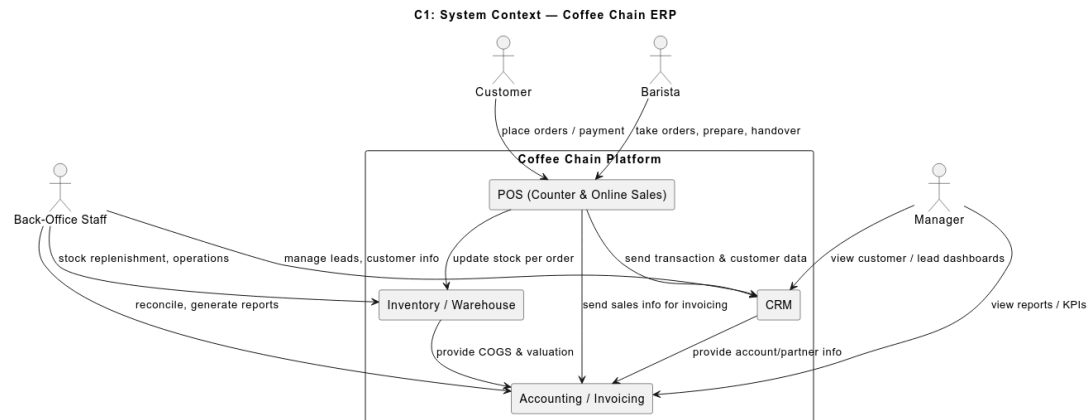 C1: System Context — Coffee Chain ERP
Customer
Barista
place orders / payment
take orders, prepare, handover
Coffee Chain Platform
POS (Counter & Online Sales)
Back-Office Staff
Manager
stock replenishment, operations
manage leads, customer info
update stock per order
send transaction & customer data
view customer / lead dashboards
reconcile, generate reports
Inventory / Warehouse
send sales info for invoicing
CRM
view reports / KPIs
provide COGS & valuation
provide account/partner info
Accounting / Invoicing